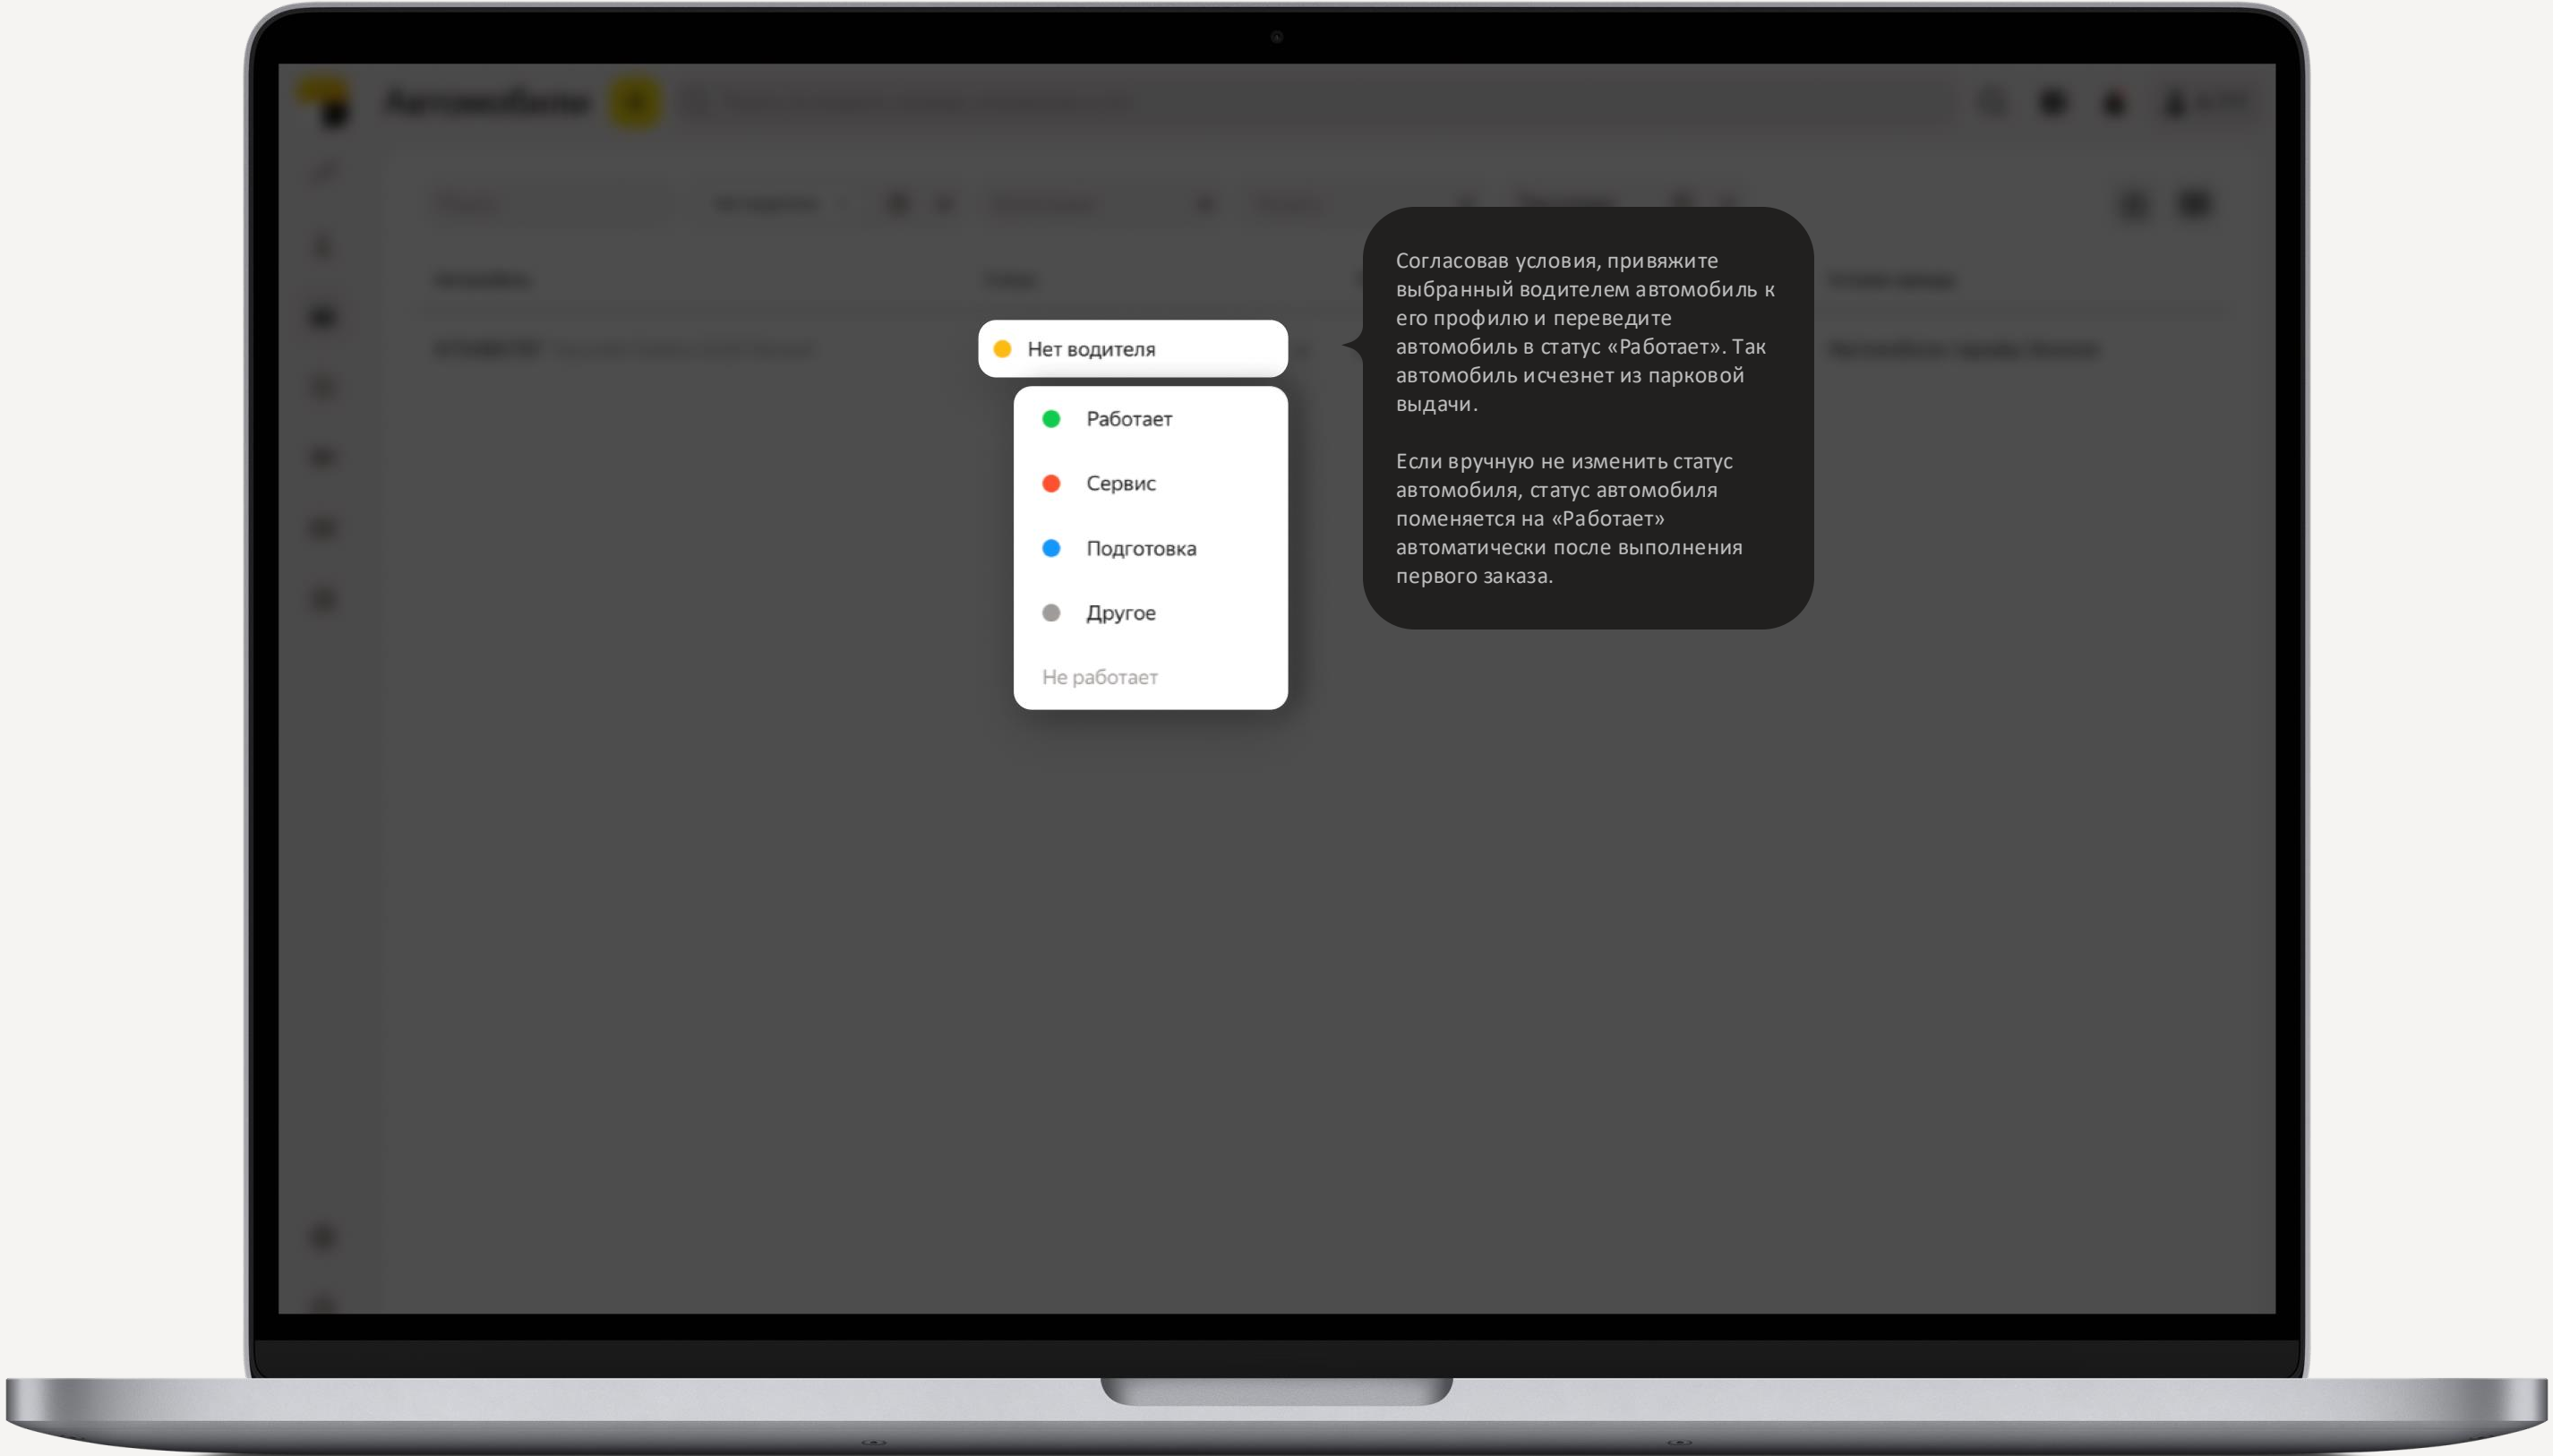 Автомобили
Согласовав условия, привяжите
выбранный водителем автомобиль к
его профилю и переведите
автомобиль в статус «Работает». Так
автомобиль исчезнет из парковой
выдачи.
Если вручную не изменить статус
автомобиля, статус автомобиля
поменяется на «Работает»
автоматически после выполнения
первого заказа.
Нет водителя
Работает
Сервис
Подготовка
Другое
Не работает